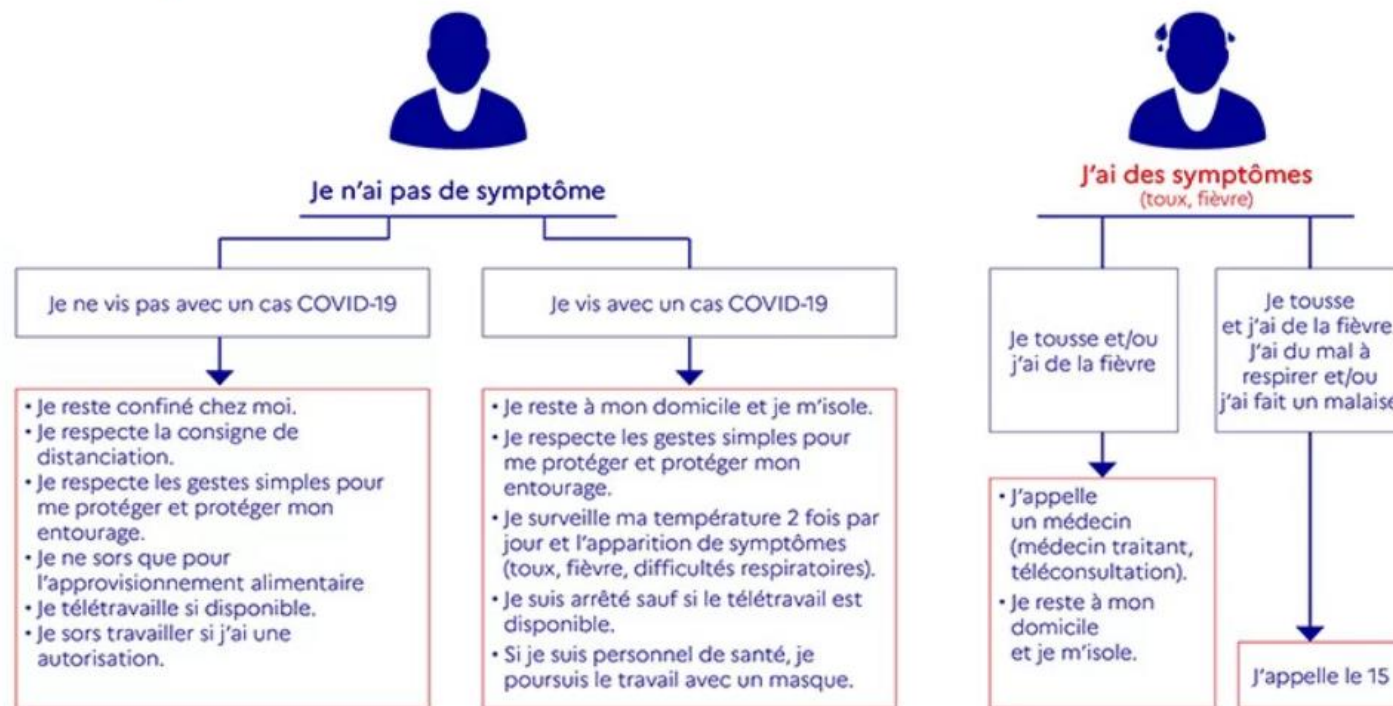 Je n'ai pas de symptôme
Je ne vis pas avec un cas COVID-19
• Je reste confiné chez moi.
• Je respecte la consigne de
distanciation.
• Je respecte les gestes simples pour
me protéger et protéger mon
entourage.
• Je ne sors que pour
l'approvisionnement alimentaire
• Je télétravaille si disponible.
• Je sors travailler si j'ai une
autorisation.
Je vis avec un cas COVID-19
• Je reste à mon domicile et je m'isole.
• Je respecte les gestes simples pour
me protéger et protéger mon
entourage.
• Je surveille ma température 2 fois par
jour et l'apparition de symptômes
(toux, fièvre, difficultés respiratoires).
• Je suis arrêté sauf si le télétravail est
disponible.
• Si je suis personnel de santé, je
poursuis le travail avec un masque.
J'ai des symptômes
(toux, fièvre)
Je tousse et/ou
j'ai de la fièvre
• J'appelle
un médecin
(médecin traitant,
téléconsultation).
• Je reste à mon
domicile
et je m'isole.
Je tousse
et j'ai de la fièvre
J'ai du mal à
respirer et/ou
j'ai fait un malaise
J'appelle le 15